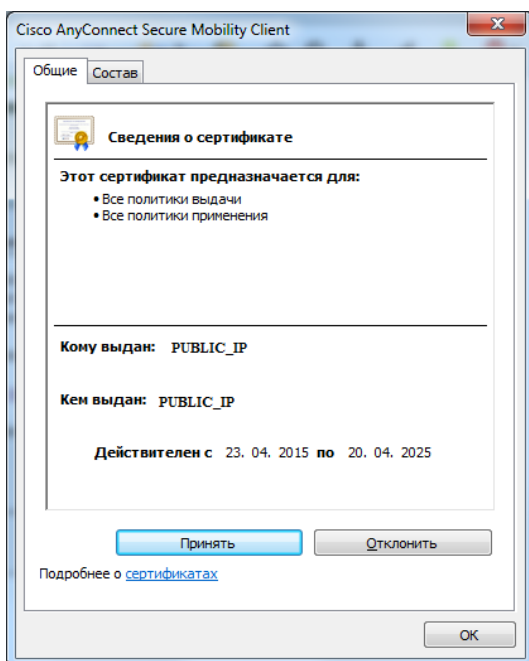 Cisco AnyConnect Secure Mobility Client
Общие Состав
Сведения о сертификате
Этот сертификат предназначается для:
• Все политики выдачи
• Все политики применения
Кому выдан: PUBLIC_IP
Кем выдан: PUBLIC_IP
Действителен с 23. 04. 2015 по 20. 04. 2025
Принять Отклонить
Подробнее о сертификатах
ОК